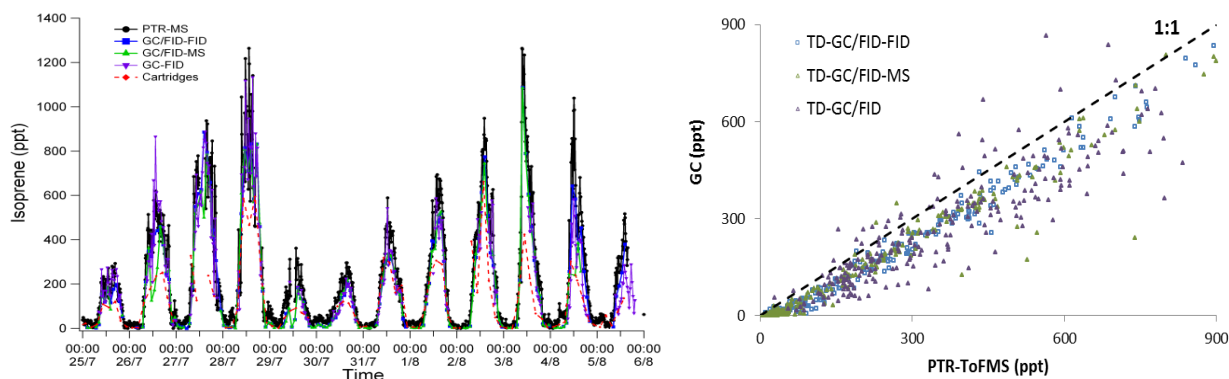 1400
1200
1000
800
600
400
200
0
Isoprene (ppt)
PTR-MS
GC/FID-FID
GC/FID-MS
GC-FID
Cartridges
00:00 00:00 00:00 00:00 00:00 00:00 00:00 00:00 00:00 00:00 00:00 00:00 00:00
25/7 26/7 27/7 28/7 29/7 30/7 31/7 1/8 2/8 3/8 4/8 5/8 6/8
Time
900
600
300
0
GC (ppt)
TD-GC/FID-FID
TD-GC/FID-MS
TD-GC/FID
1:1
0 300 600 900
PTR-ToFMS (ppt)